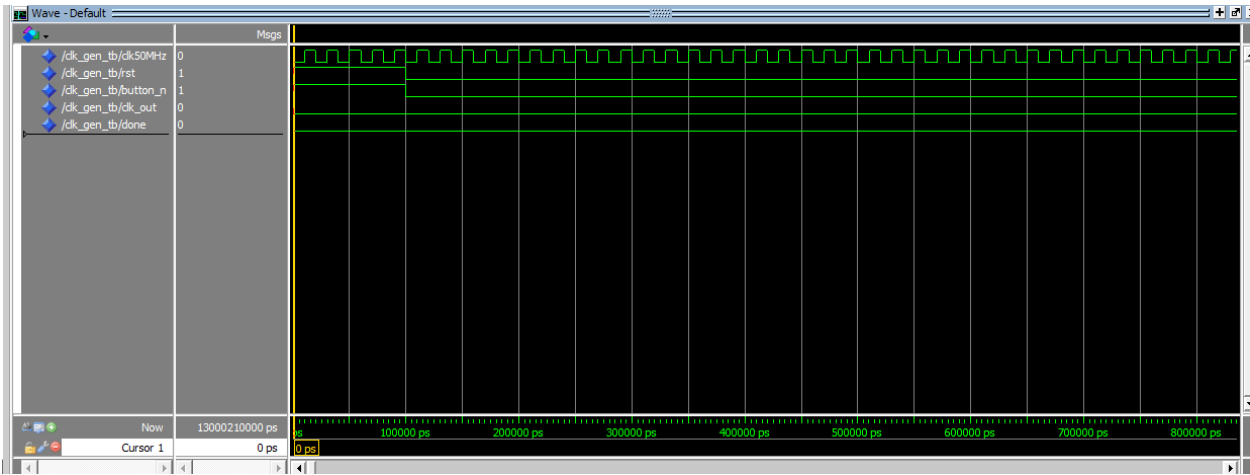 Wave - Default
Msgs
/clk_gen_tb/clk50MHz 0
/clk_gen_tb/rst 1
/clk_gen_tb/button_n 1
/clk_gen_tb/clk_out 0
/clk_gen_tb/done 0
Now 13000210000 ps
ps 100000 ps 200000 ps 300000 ps 400000 ps 500000 ps 600000 ps 700000 ps 800000 ps
Cursor 1 0 ps 0 ps